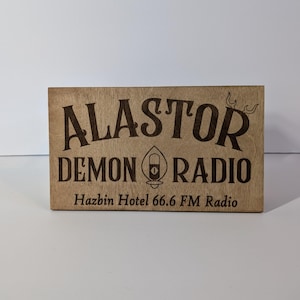 ALASTOR
DEMON RADIO
Hazbin Hotel 66.6 FM Radio